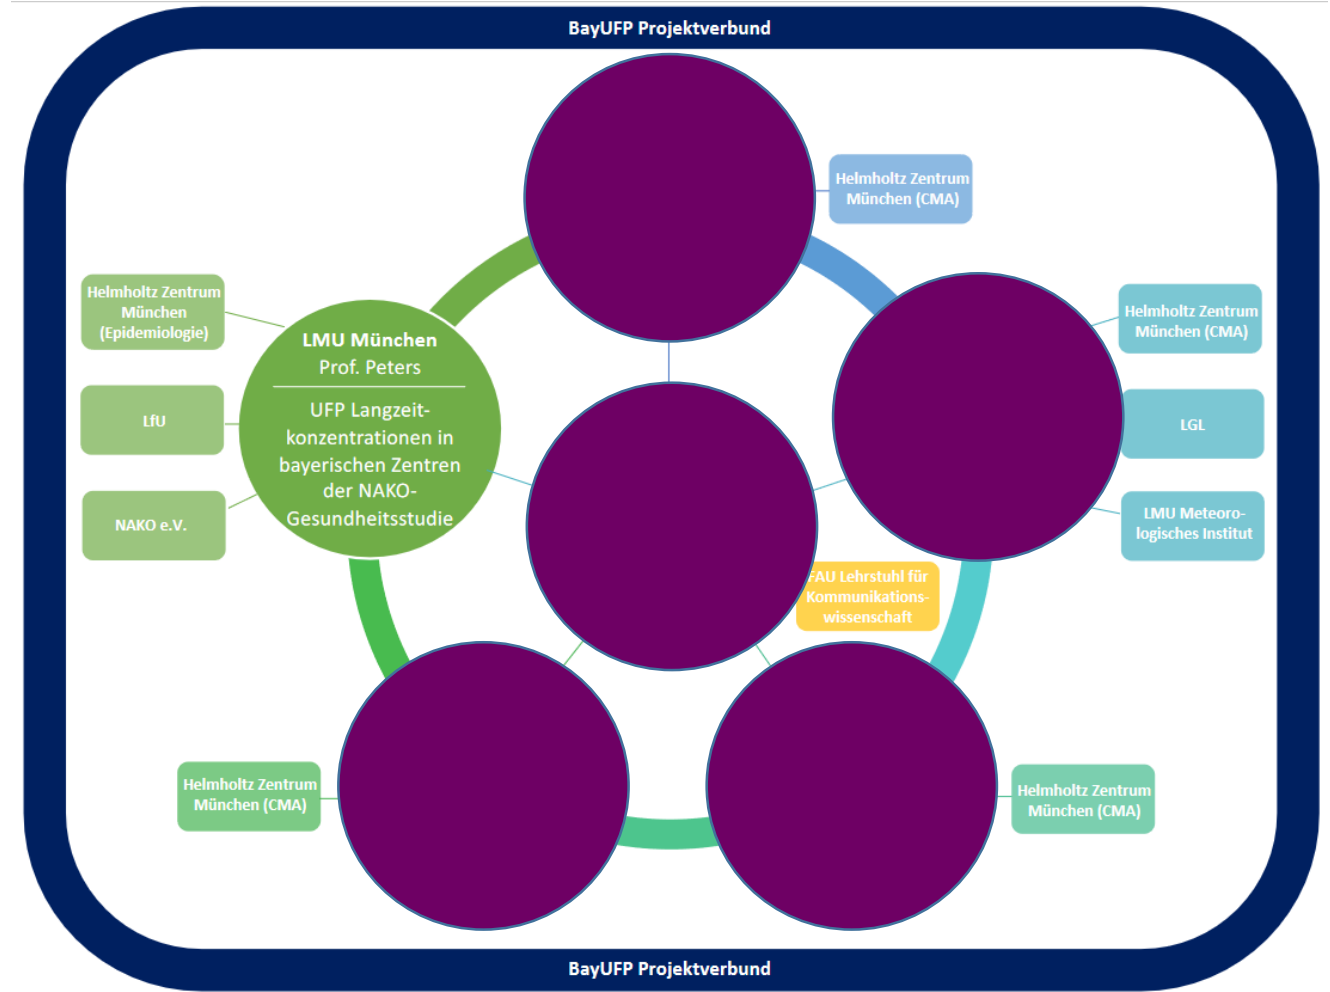 BayUFP Projektverbund
Helmholtz Zentrum
München (CMA)
Helmholtz Zentrum
München
(Epidemiologie)
LfU
NAKO e.V.
LMU München
Prof. Peters
UFP Langzeit-
konzentrationen in
bayerischen Zentren
der NAKO-
Gesundheitsstudie
Helmholtz Zentrum
München (CMA)
LGL
LMU Meteoro-
logisches Institut
FAU Lehrstuhl für
Kommunikations-
wissenschaft
Helmholtz Zentrum
München (CMA)
Helmholtz Zentrum
München (CMA)
BayUFP Projektverbund